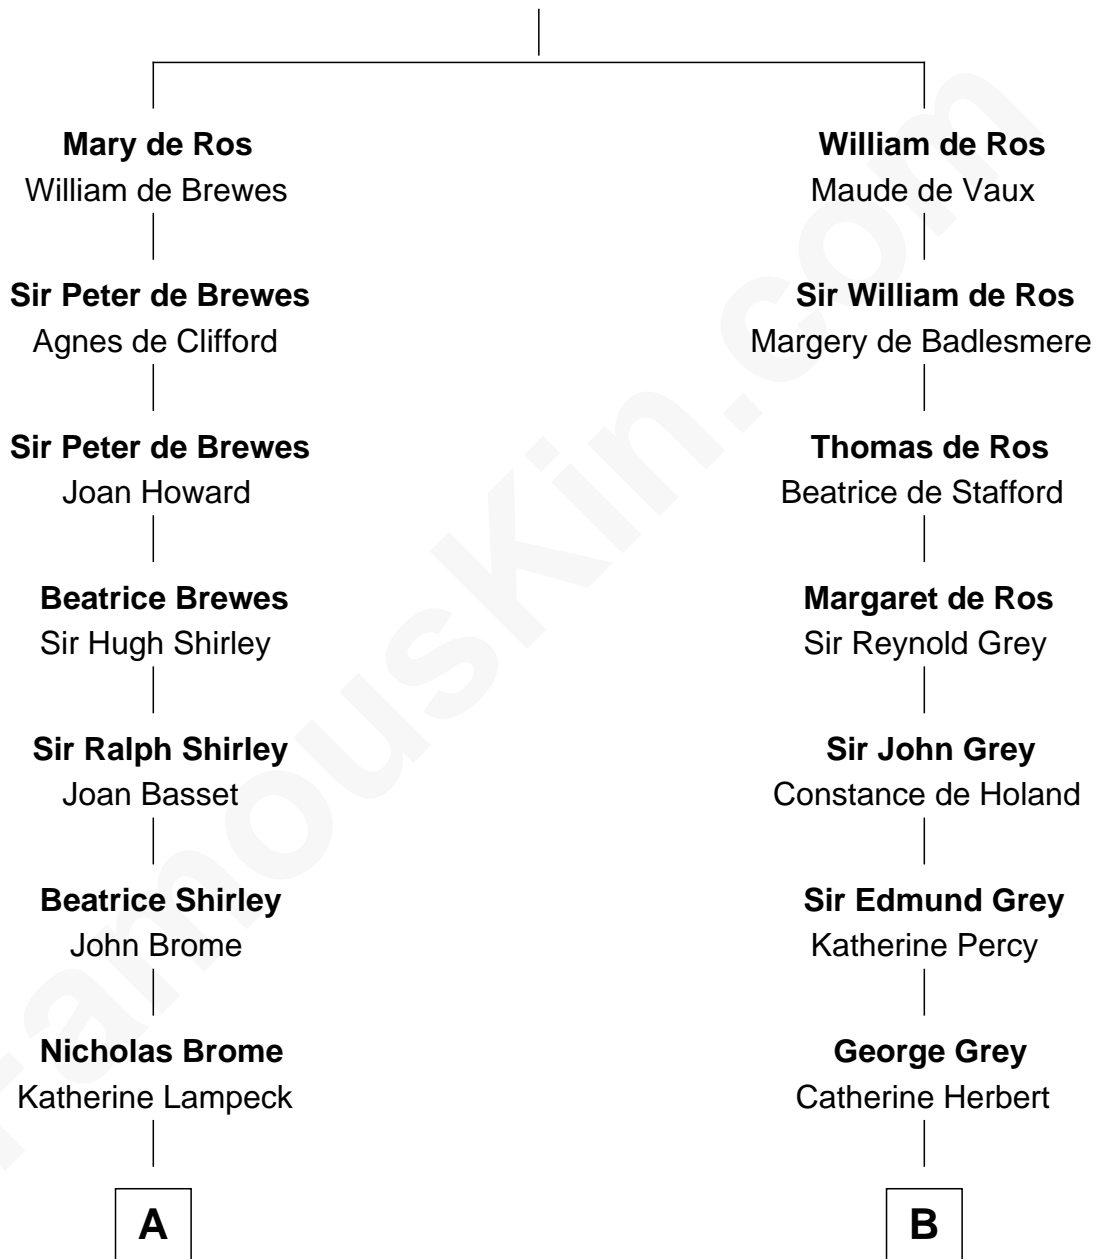 Mary de Ros
William de Brewes
Sir Peter de Brewes
Agnes de Clifford
Sir Peter de Brewes
Joan Howard
Beatrice Brewes
Sir Hugh Shirley
Sir Ralph Shirley
Joan Basset
Beatrice Shirley
John Brome
Nicholas Brome
Katherine Lampeck
A
William de Ros
Maude de Vaux
Sir William de Ros
Margery de Badlesmere
Thomas de Ros
Beatrice de Stafford
Margaret de Ros
Sir Reynold Grey
Sir John Grey
Constance de Holand
Sir Edmund Grey
Katherine Percy
George Grey
Catherine Herbert
B
FamousKin.com